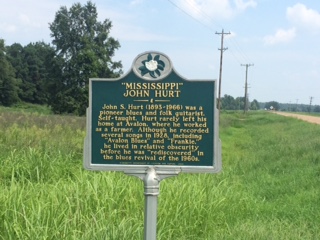 "MISSISSIPPI"
JOHN HURT
John S. Hurt (1893-1966) was a
pioneer blues and folk guitarist.
Self-taught, Hurt rarely left his
home at Avalon, where he worked
as a farmer. Although he recorded
several songs in 1928, including
"Avalon Blues" and "Frankie,"
he lived in relative obscurity
before he was "rediscovered" in
the blues revival of the 1960s.